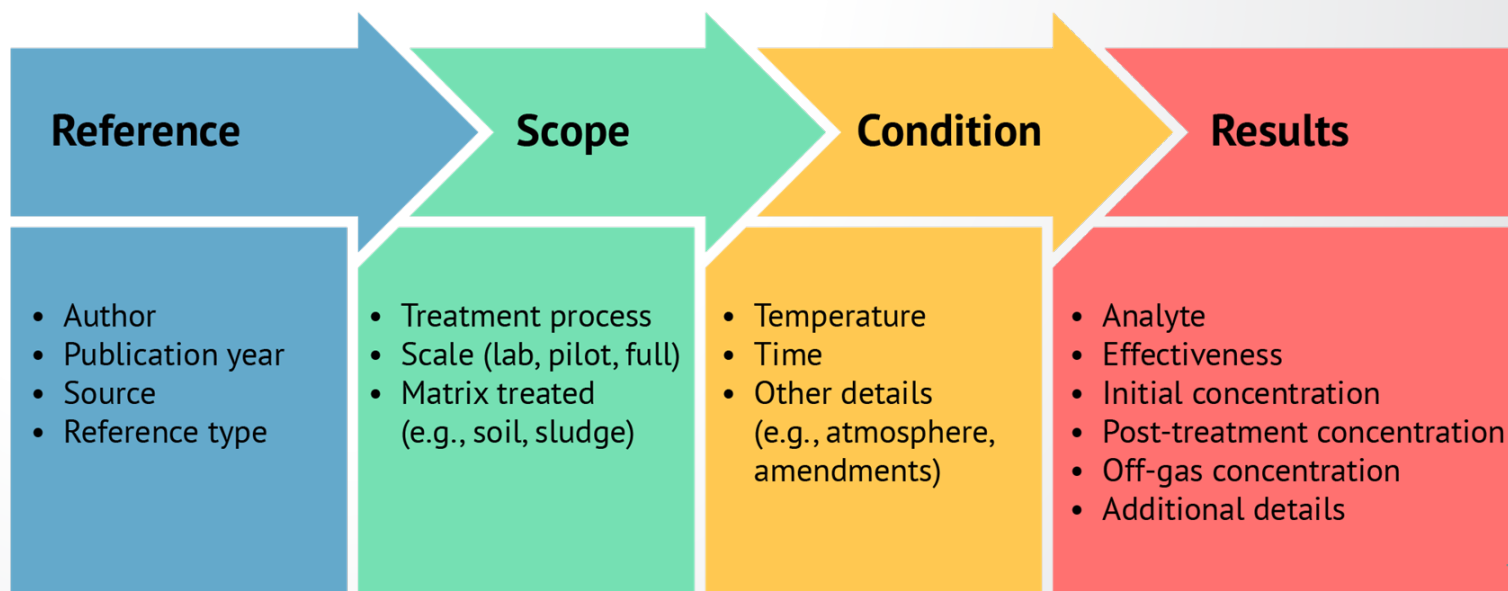 Reference
Scope
Condition
Results
• Author
• Publication year
• Source
• Reference type
• Treatment process
• Scale (lab, pilot, full)
• Matrix treated
(e.g., soil, sludge)
• Temperature
• Time
• Other details
(e.g., atmosphere,
amendments)
• Analyte
• Effectiveness
• Initial concentration
• Post-treatment concentration
• Off-gas concentration
• Additional details